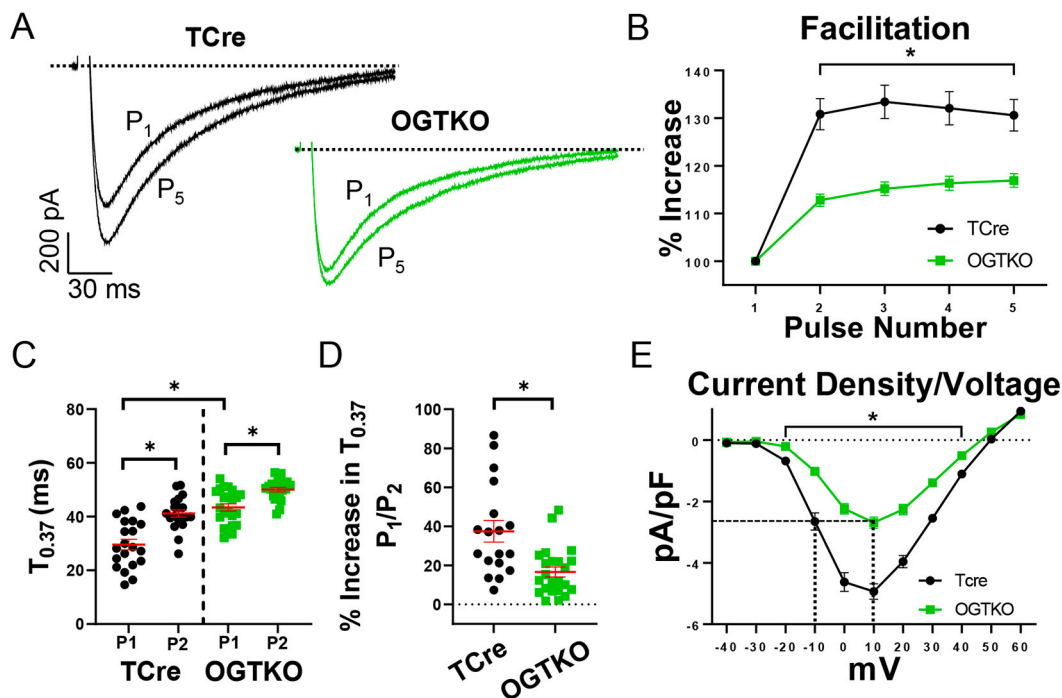 A
TCre
P1
P5
200 pA
30 ms
OGTKO
P1
P5
B
Facilitation
*
% Increase
140
130
120
110
100
TCre
OGTKO
1 2 3 4 5
Pulse Number
C
T0.37 (ms)
80
60
40
20
0
*
*
*
P1 P2 P1 P2
TCre OGTKO
D
% Increase in T0.37
P1/P2
100
80
60
40
20
0
*
TCre OGTKO
E
Current Density/Voltage
*
pA/pF
0
-2
-4
-6
Tcre
OGTKO
-40 -30 -20 -10 0 10 20 30 40 50 60
mV